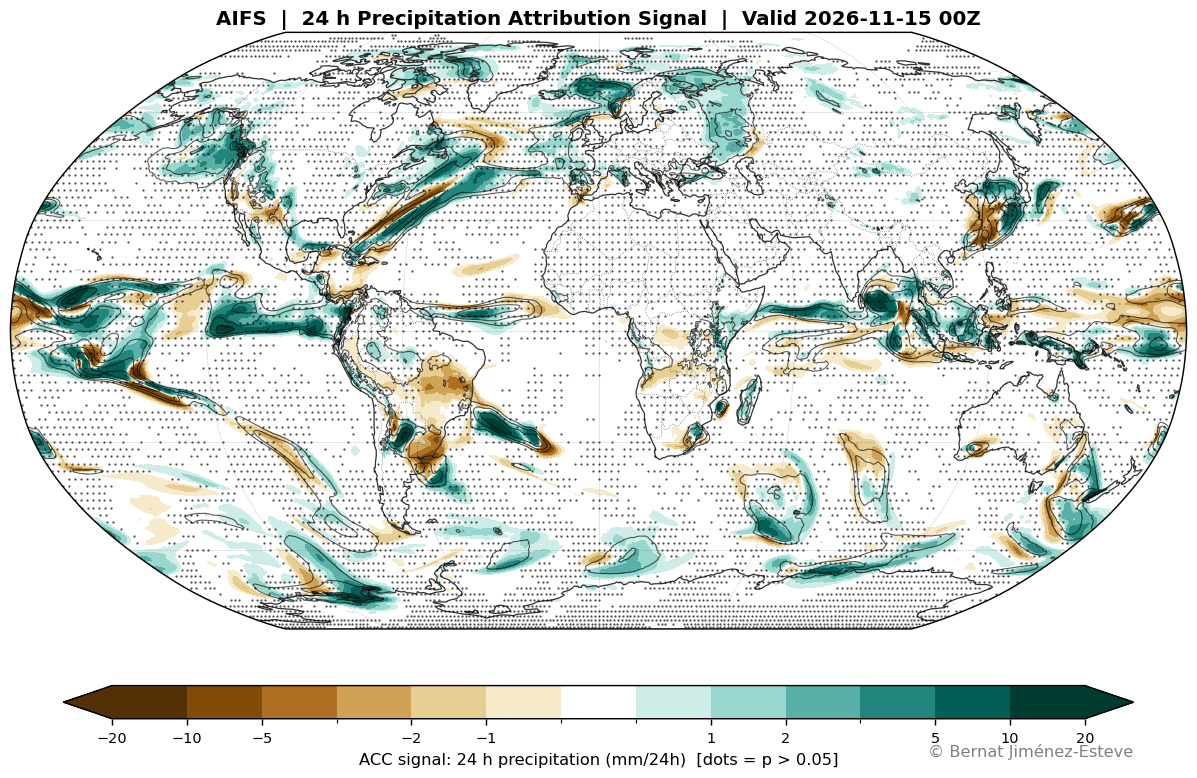 AIFS | 24 h Precipitation Attribution Signal | Valid 2026-11-15 00Z
−20 −10 −5 −2 −1 1 2 5 10 20
ACC signal: 24 h precipitation (mm/24h) [dots = p > 0.05]
© Bernat Jiménez-Esteve